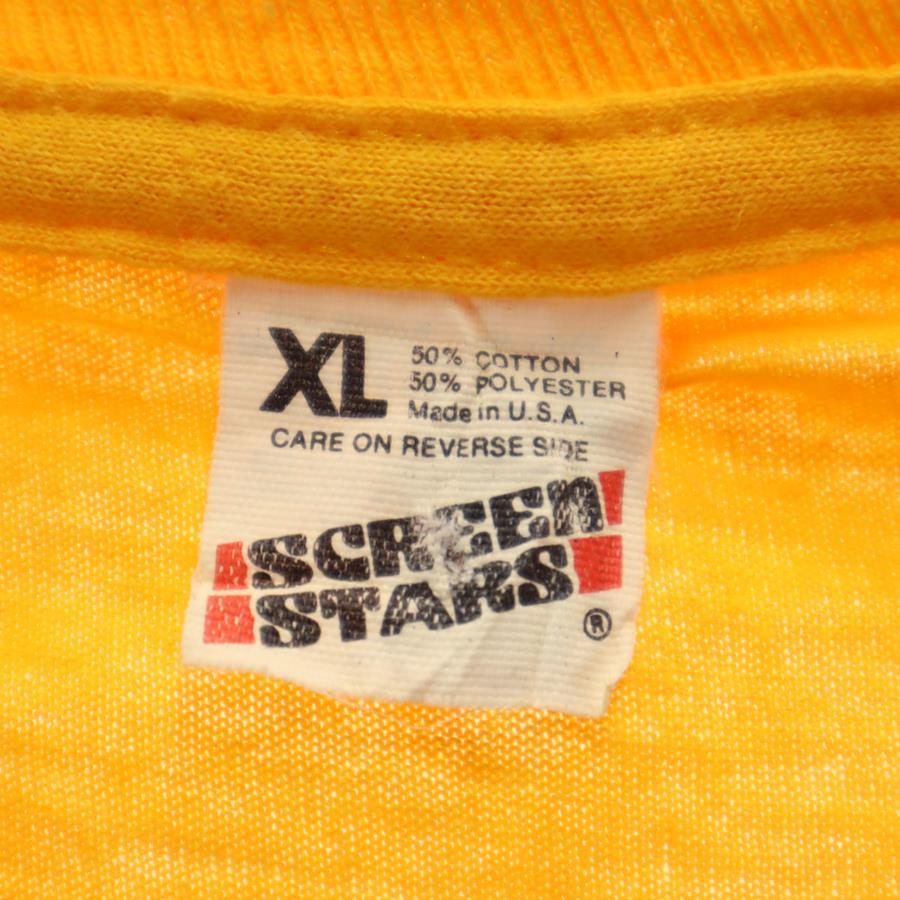 XL
50% COTTON
50% POLYESTER
Made in U.S.A.
CARE ON REVERSE SIDE
SCREEN
STARS
®